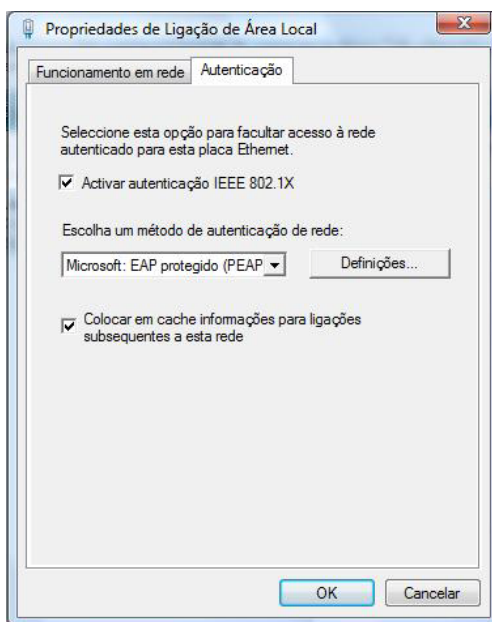 Propriedades de Ligação de Área Local
Funcionamento em rede
Autenticação
Seleccione esta opção para facultar acesso à rede
autenticado para esta placa Ethernet.
Activar autenticação IEEE 802.1X
Escolha um método de autenticação de rede:
Microsoft: EAP protegido (PEAP
Definições...
Colocar em cache informações para ligações
subsequentes a esta rede
OK
Cancelar